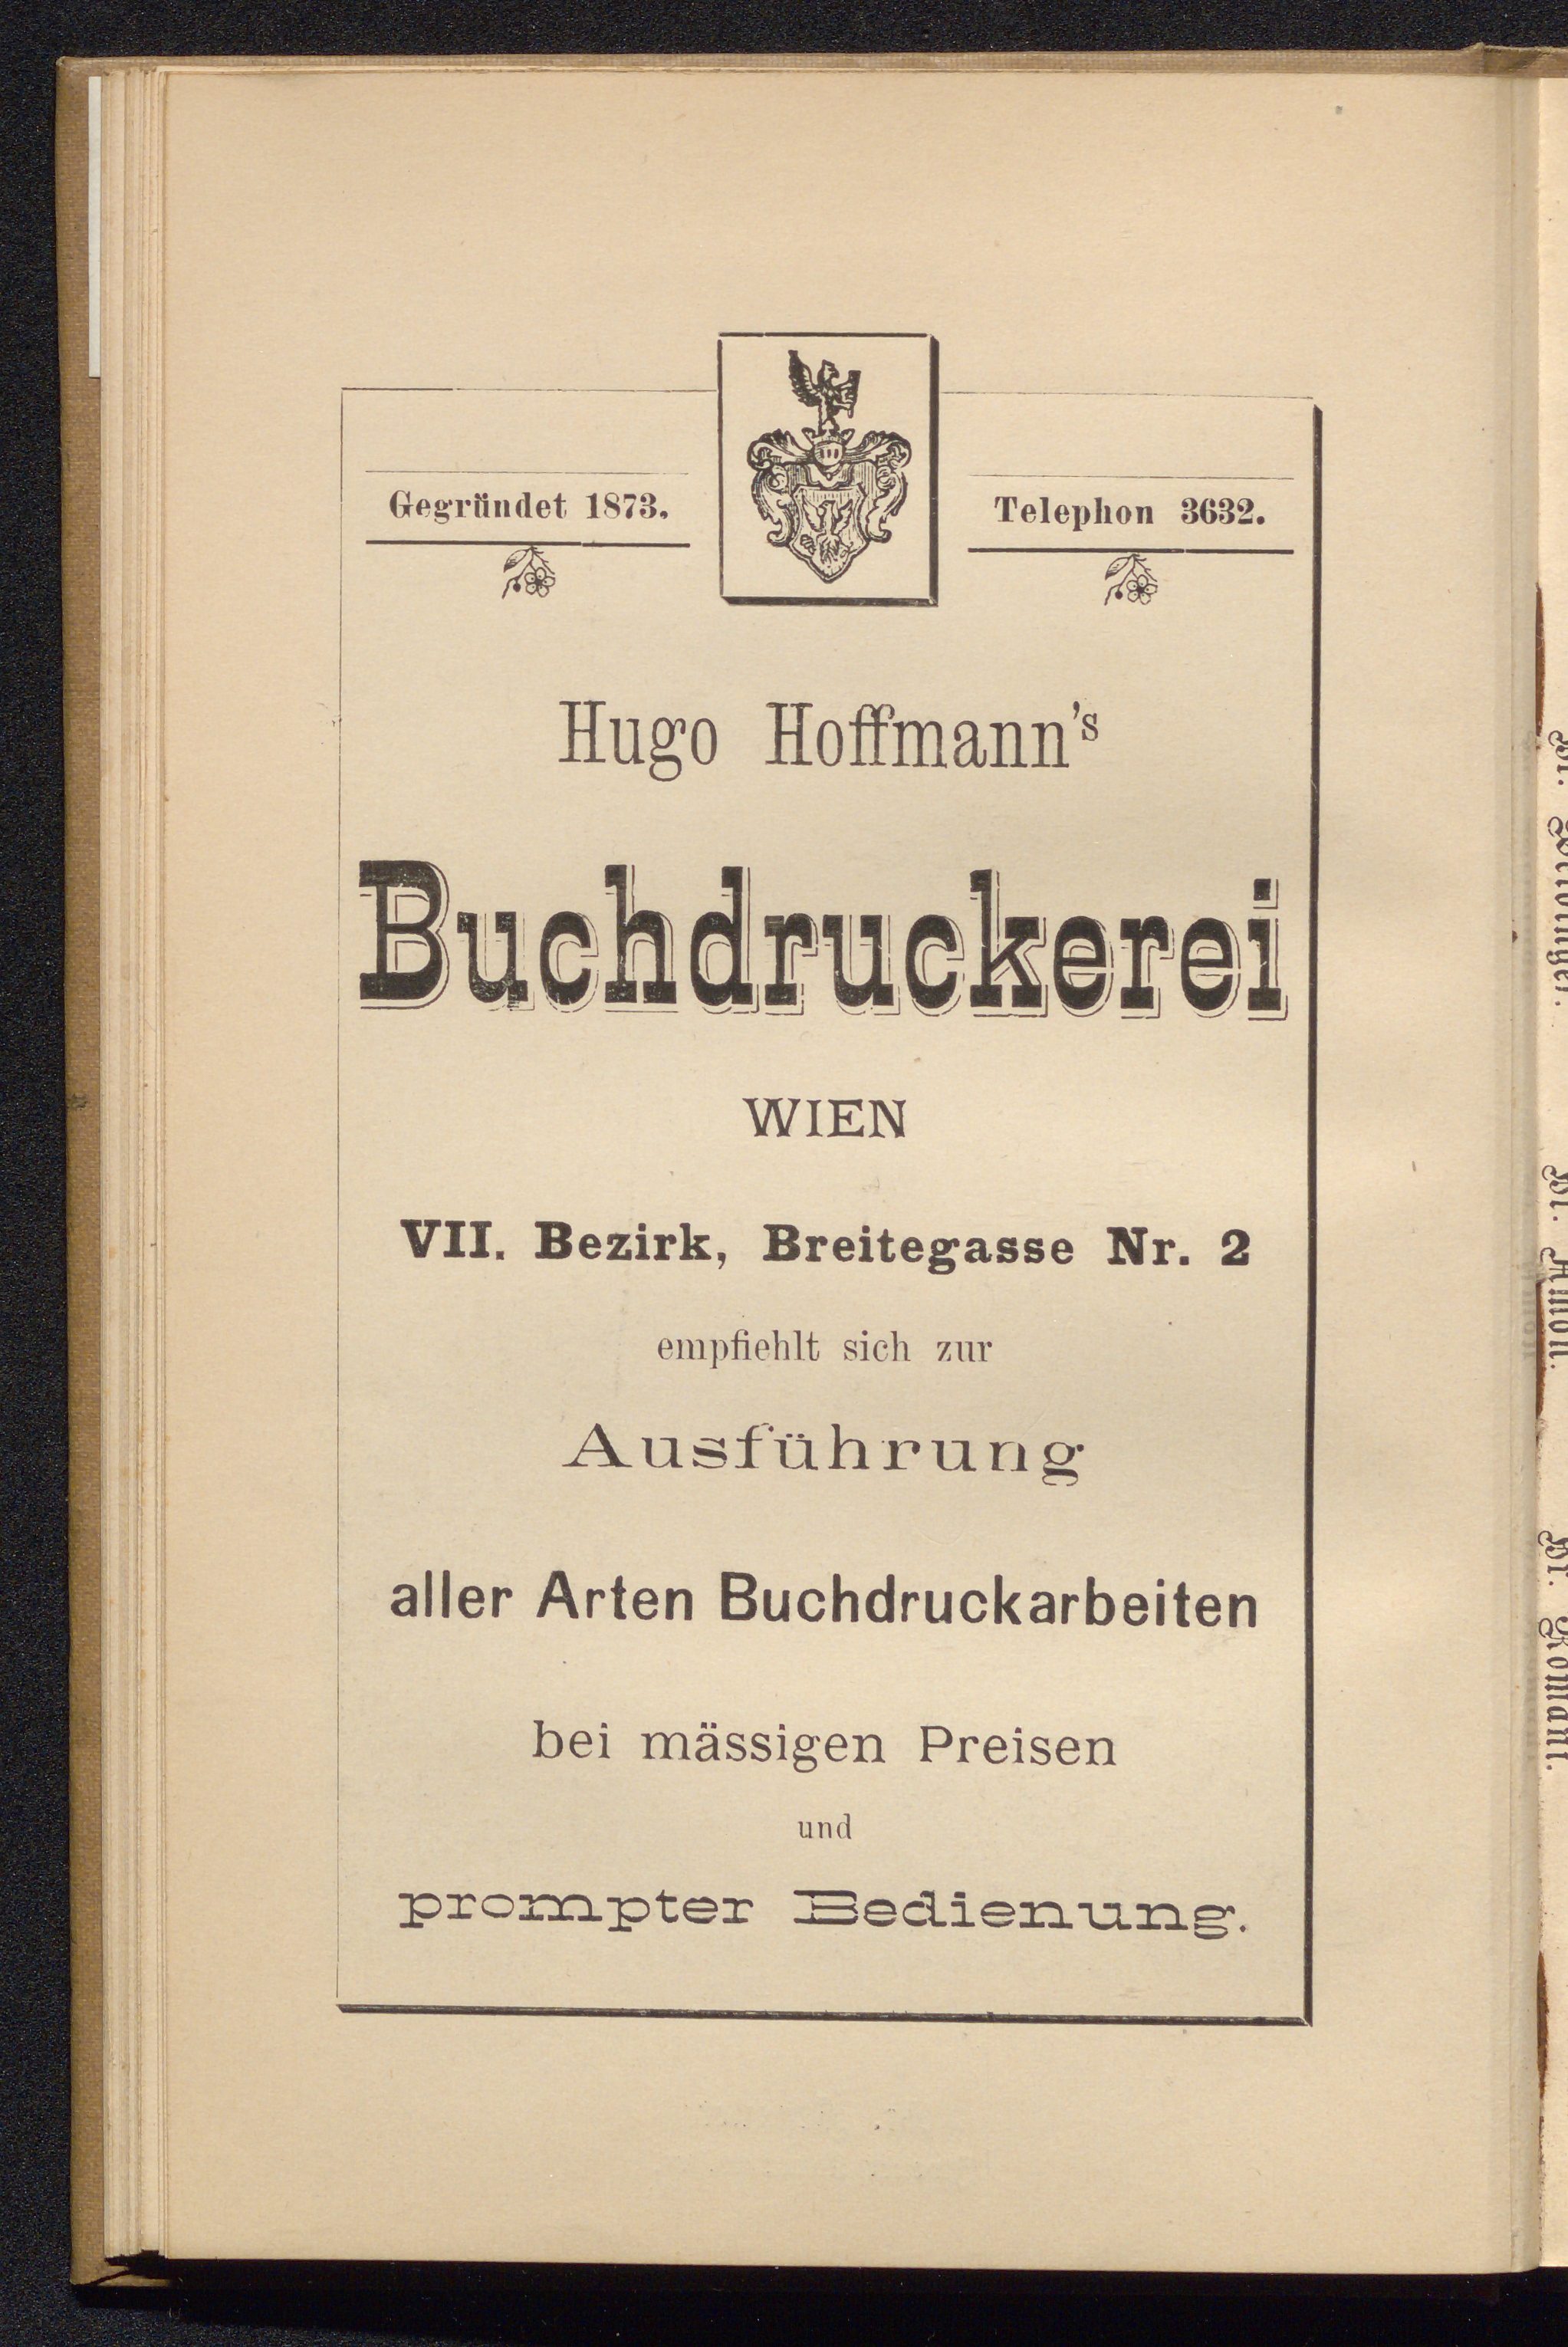 Gegründet 1873.
Telephon 3632.
Hugo Hoffmann's
Buchdruckerei
WIEN
VII. Bezirk, Breitegasse Nr. 2
empfiehlt sich zur
Ausführung
aller Arten Buchdruckarbeiten
bei mässigen Preisen
und
prompter Bedienung.